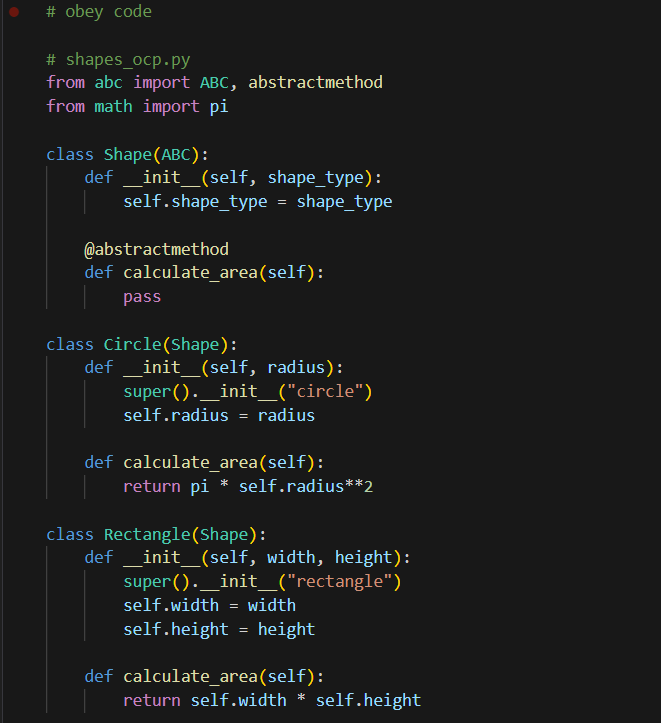 # obey code
# shapes_ocp.py
from abc import ABC, abstractmethod
from math import pi
class Shape(ABC):
    def __init__(self, shape_type):
        self.shape_type = shape_type
    @abstractmethod
    def calculate_area(self):
        pass
class Circle(Shape):
    def __init__(self, radius):
        super().__init__("circle")
        self.radius = radius
    def calculate_area(self):
        return pi * self.radius**2
class Rectangle(Shape):
    def __init__(self, width, height):
        super().__init__("rectangle")
        self.width = width
        self.height = height
    def calculate_area(self):
        return self.width * self.height